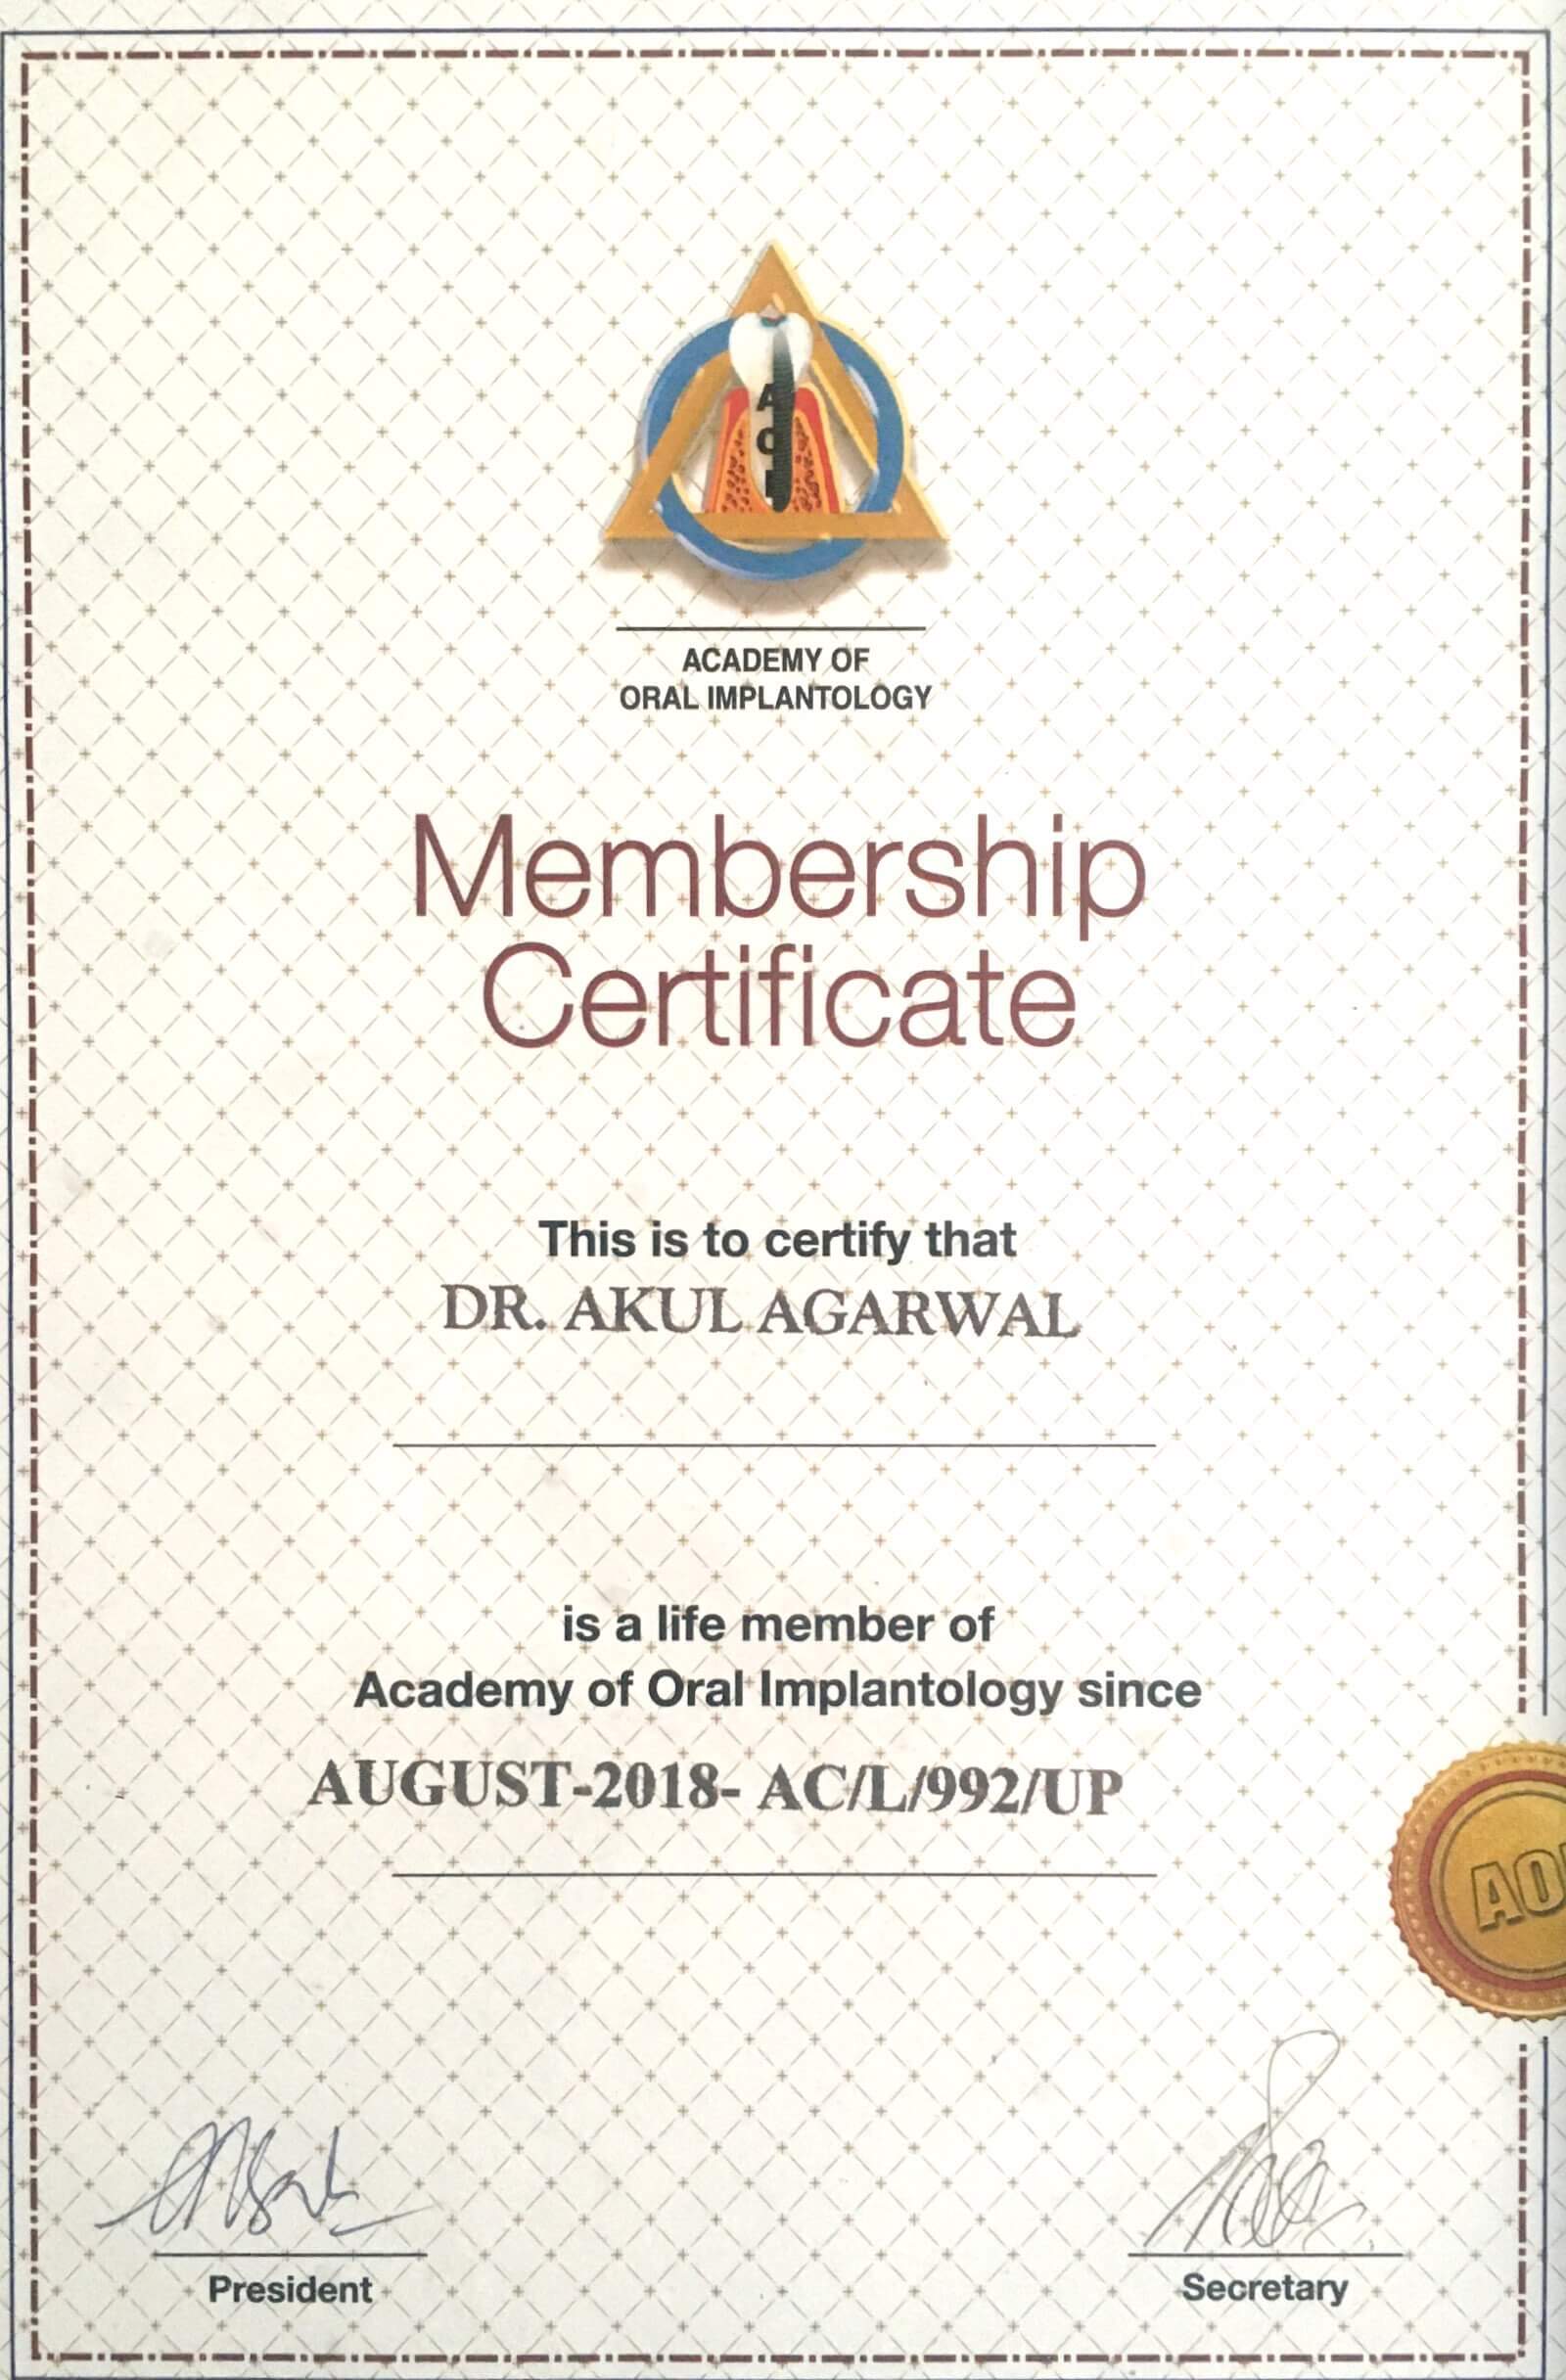 A
O
I
ACADEMY OF
ORAL IMPLANTOLOGY
Membership
Certificate
This is to certify that
DR. AKUL AGARWAL
is a life member of
Academy of Oral Implantology since
AUGUST-2018- AC/L/992/UP
AOI
President
Secretary